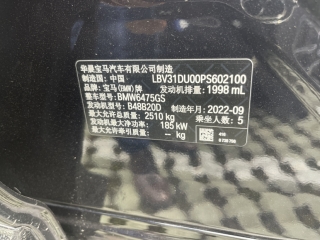 华晨宝马汽车有限公司制造
制造国：中国 LBV31DU00PS602100
品牌：宝马(BMW)牌 发动机排量：1998 mL
整车型号：BMW6475GS
发动机型号：B48B20D 制造年月：2022-09
最大允许总质量：2510 kg 乘坐人数：5
发动机最大净功率：185 kW
最大允许牵引质量：-- kg